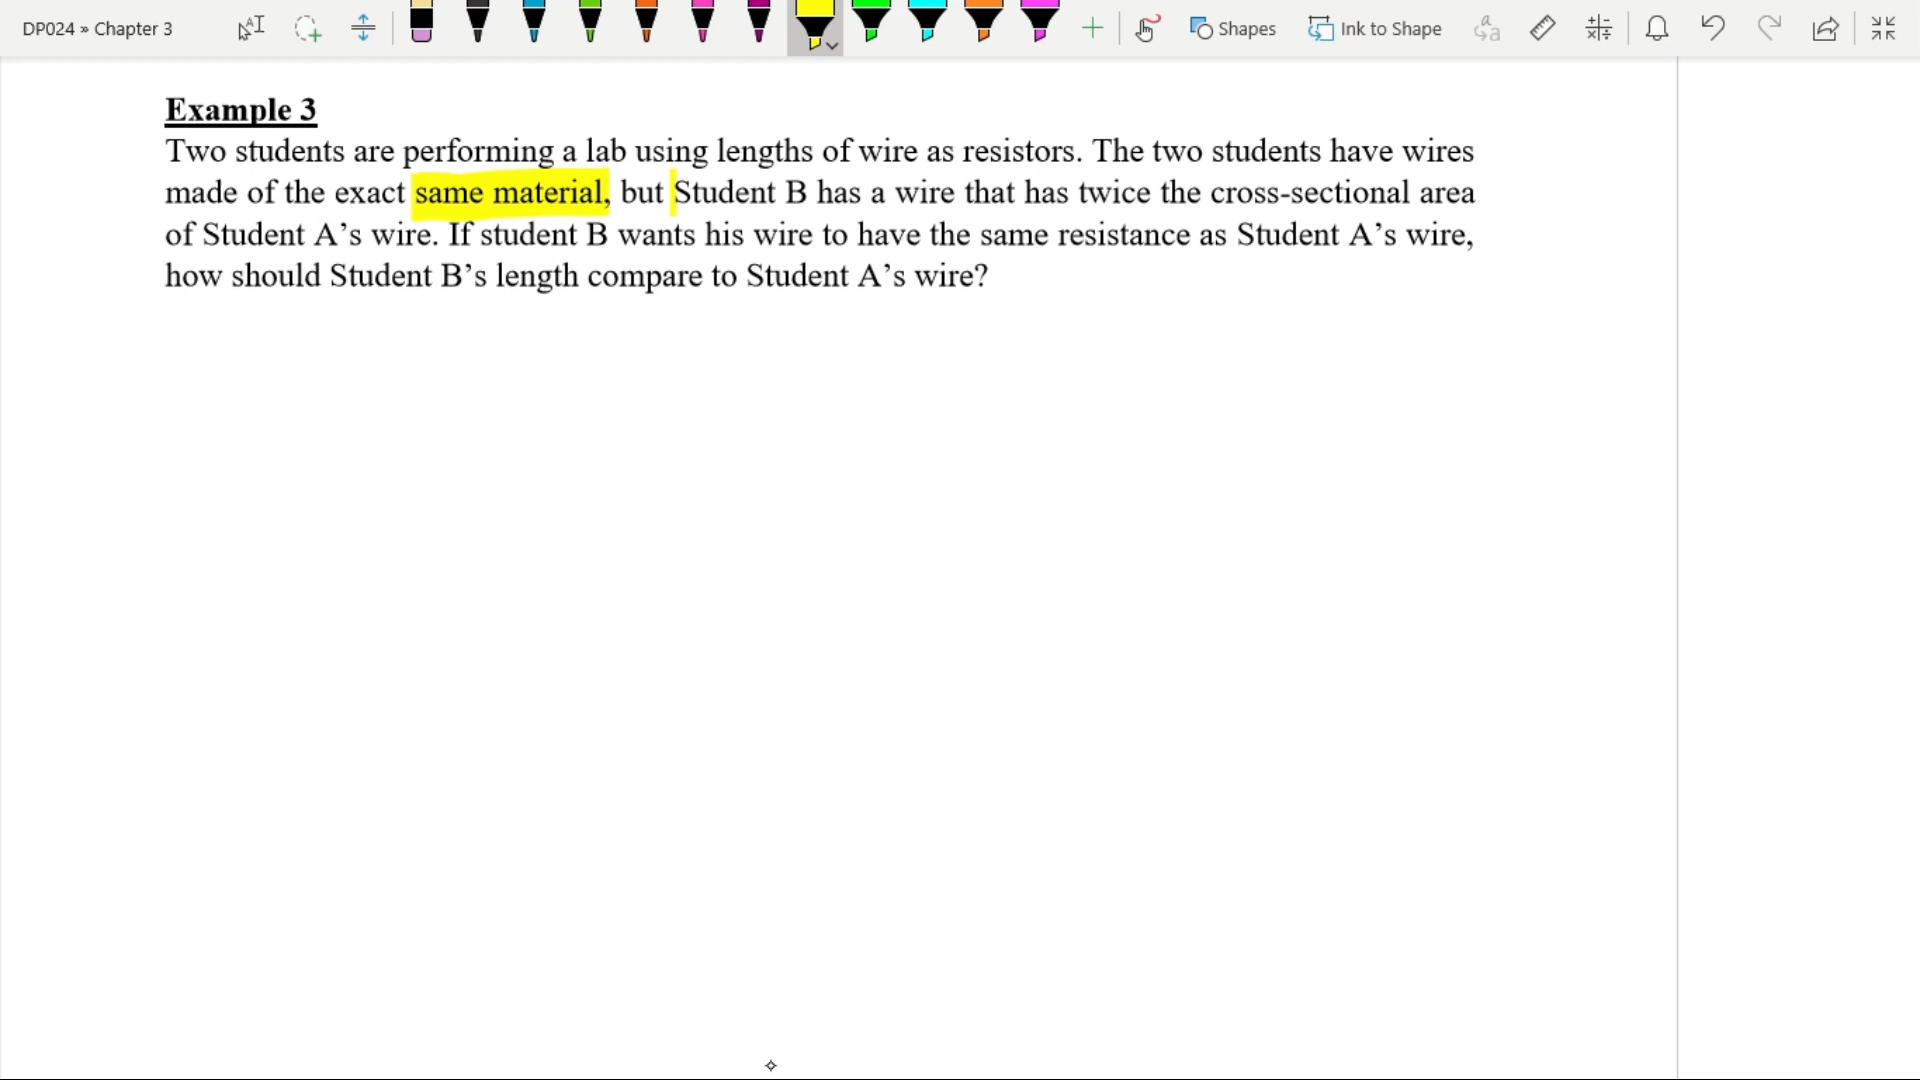 DP024 » Chapter 3
Shapes
Ink to Shape
Example 3
Two students are performing a lab using lengths of wire as resistors. The two students have wires
made of the exact same material, but Student B has a wire that has twice the cross-sectional area
of Student A’s wire. If student B wants his wire to have the same resistance as Student A’s wire,
how should Student B’s length compare to Student A’s wire?